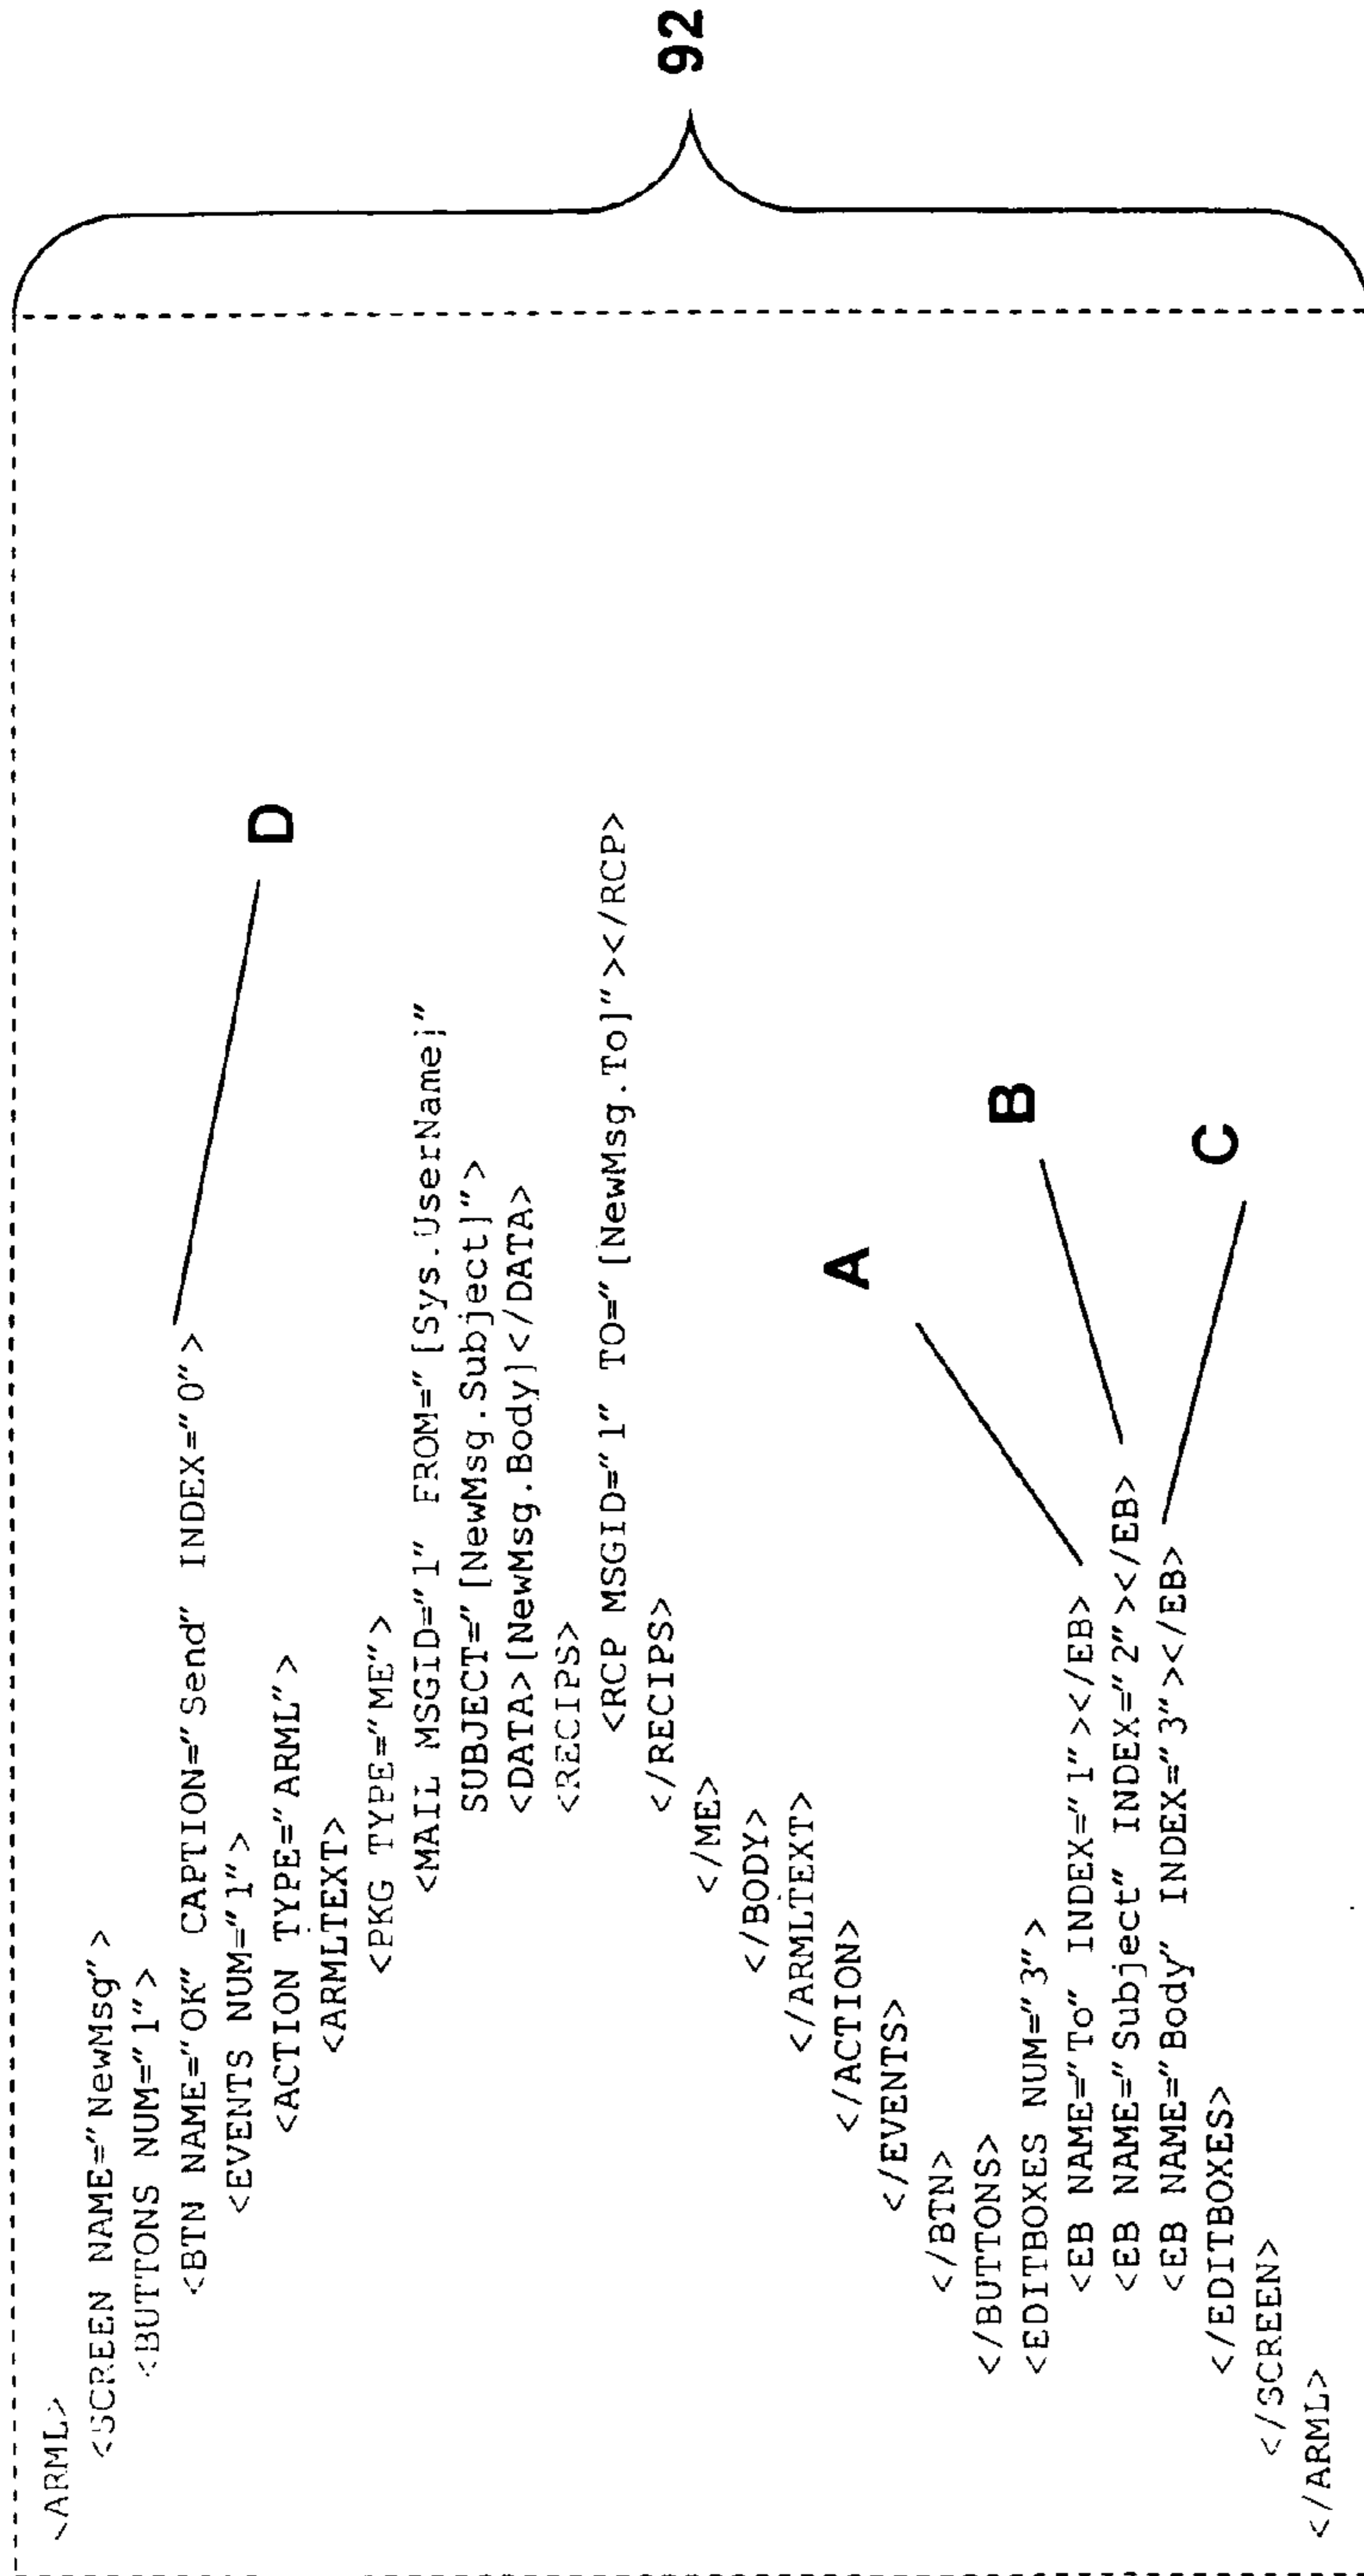 <ARML>
<SCREEN NAME="NewMsg">
<BUTTONS NUM="1">
<BTN NAME="OK" CAPTION="Send" INDEX="0">
<EVENTS NUM="1">
<ACTION TYPE="ARML">
<ARMLTEXT>
<PKG TYPE="ME">
<MAIL MSGID="1" FROM="[Sys.UserName]"
SUBJECT="[NewMsg.Subject]">
<DATA>[NewMsg.Body]</DATA>
<RECIPS>
<RCP MSGID="1" TO="[NewMsg.To]"></RCP>
</RECIPS>
</ME>
</BODY>
</ARMLTEXT>
</ACTION>
</EVENTS>
</BTN>
</BUTTONS>
<EDITBOXES NUM="3">
<EB NAME="To" INDEX="1"></EB>
<EB NAME="Subject" INDEX="2"></EB>
<EB NAME="Body" INDEX="3"></EB>
</EDITBOXES>
</SCREEN>
</ARML>
D
A
B
C
92